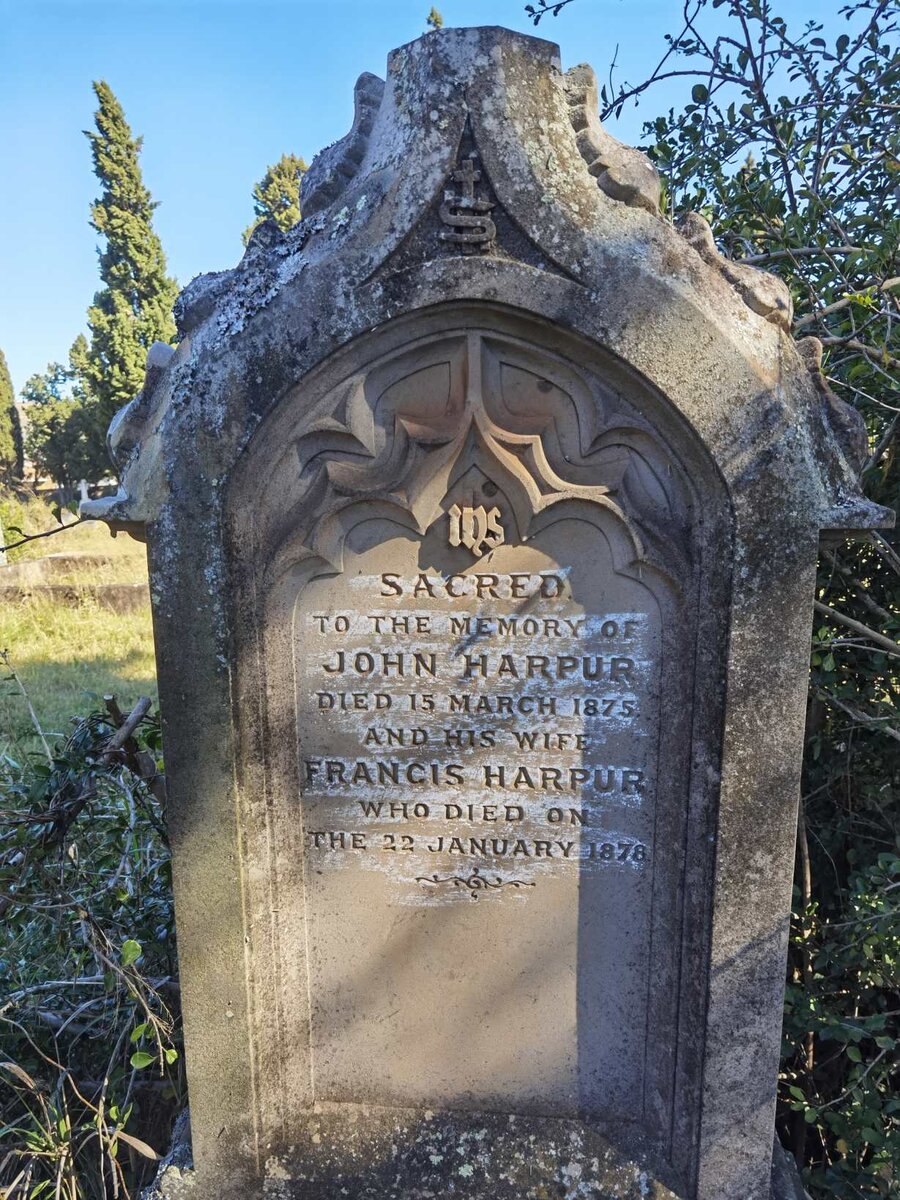 ihs
SACRED
TO THE MEMORY OF
JOHN HARPUR
DIED 15 MARCH 1875
AND HIS WIFE
FRANCIS HARPUR
WHO DIED ON
THE 22 JANUARY 1878